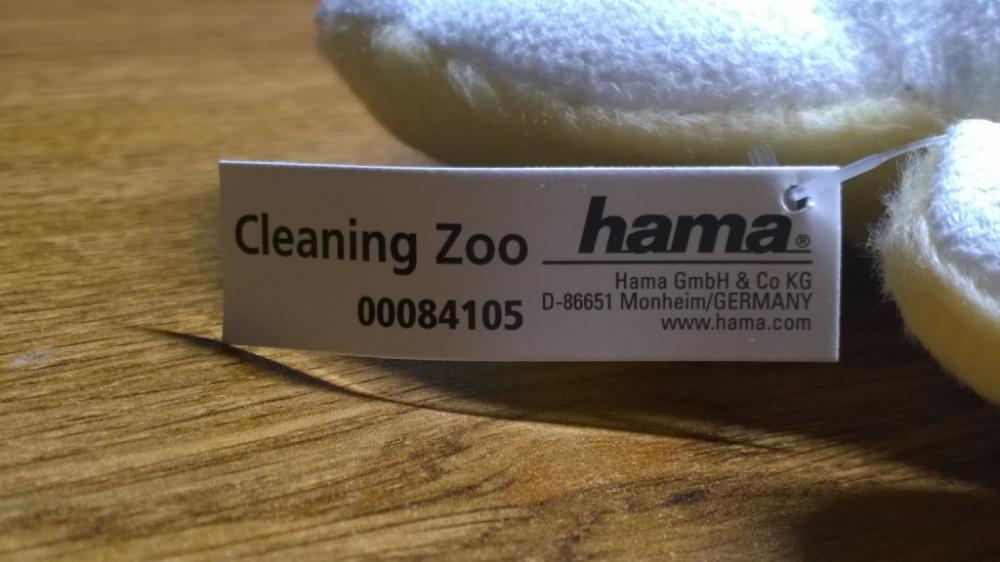 Cleaning Zoo
00084105
hama®
Hama GmbH & Co KG
D-86651 Monheim/GERMANY
www.hama.com